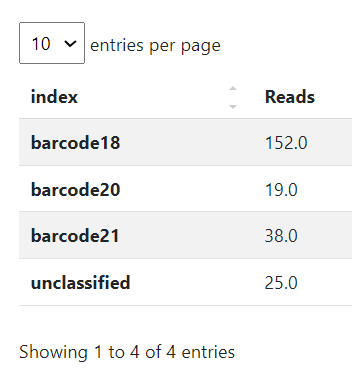 10 entries per page
index Reads
barcode18 152.0
barcode20 19.0
barcode21 38.0
unclassified 25.0
Showing 1 to 4 of 4 entries